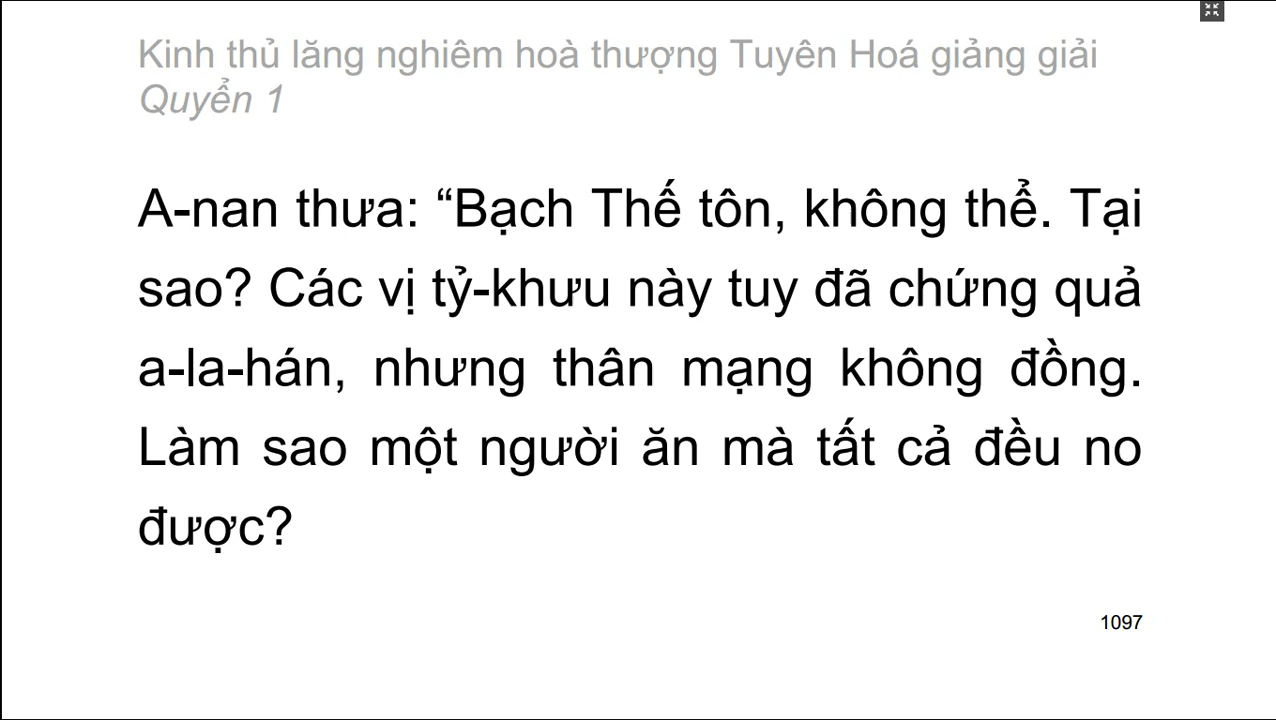 Kinh thủ lăng nghiêm hoà thượng Tuyên Hoá giảng giải
Quyển 1
A-nan thưa: “Bạch Thế tôn, không thể. Tại
sao? Các vị tỷ-khưu này tuy đã chứng quả
a-la-hán, nhưng thân mạng không đồng.
Làm sao một người ăn mà tất cả đều no
được?
1097